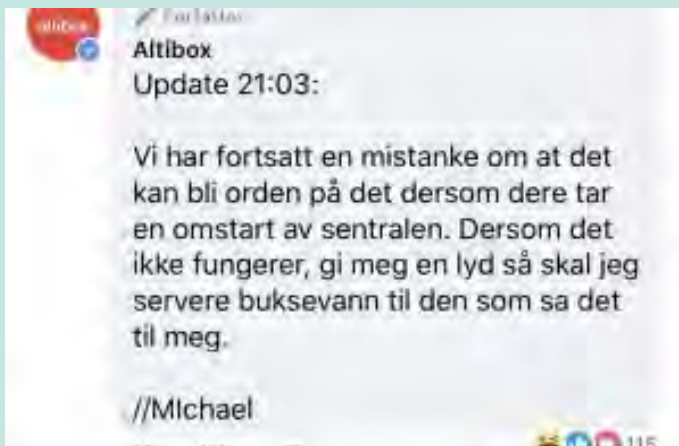 altibox
Forfatter
Altibox
Update 21:03:
Vi har fortsatt en mistanke om at det
kan bli orden på det dersom dere tar
en omstart av sentralen. Dersom det
ikke fungerer, gi meg en lyd så skal jeg
servere buksevann til den som sa det
til meg.
//MIchael
115